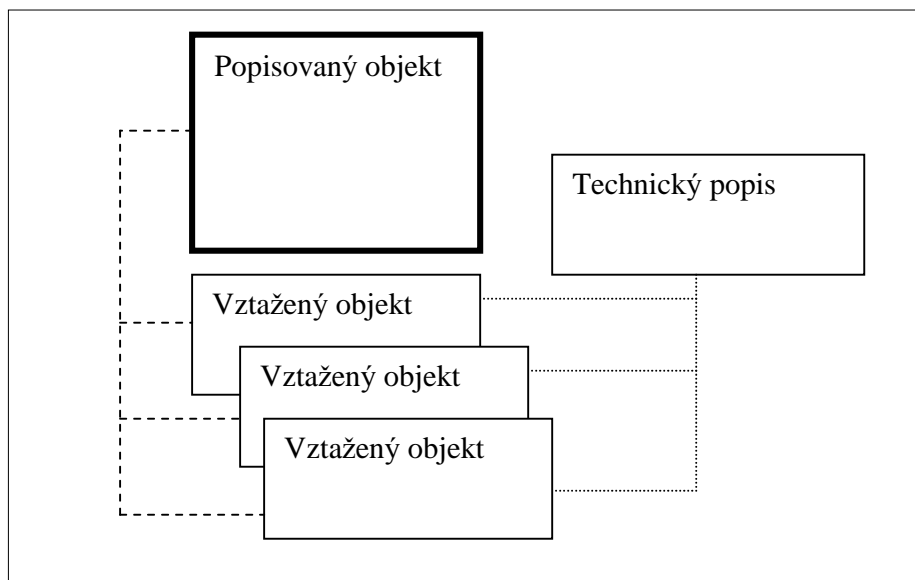 Popisovaný objekt
Technický popis
Vztažený objekt
Vztažený objekt
Vztažený objekt